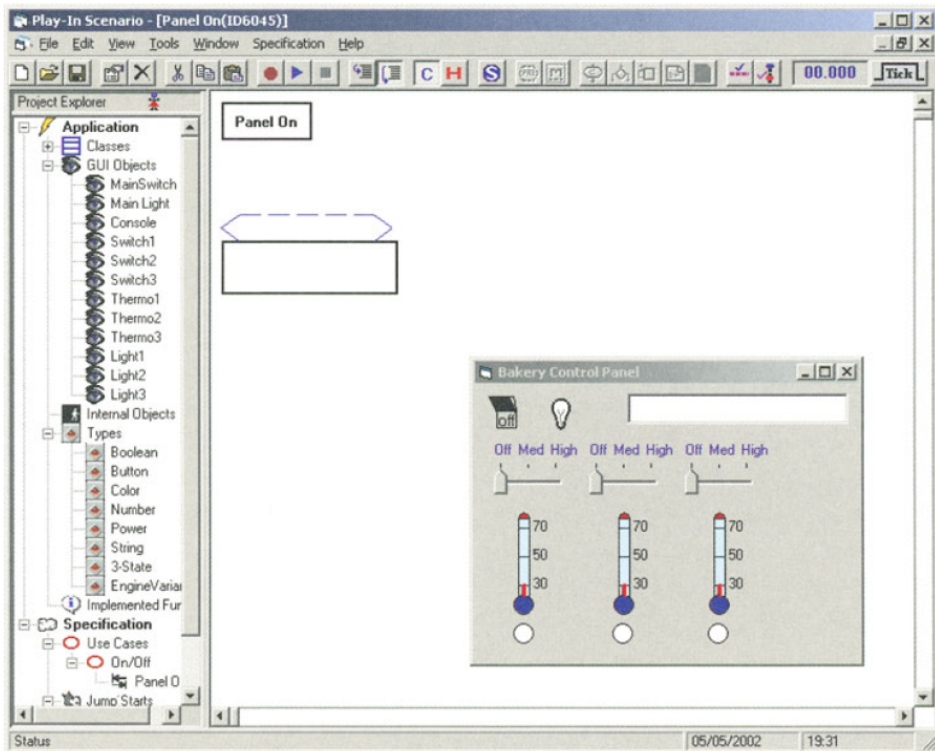 Play-In Scenario - [Panel On(ID6045)]
File Edit View Tools Window Specification Help
C H S 00.000 Tick
Project Explorer
Application
Classes
GUI Objects
MainSwitch
Main Light
Console
Switch1
Switch2
Switch3
Thermo1
Thermo2
Thermo3
Light1
Light2
Light3
Internal Objects
Types
Boolean
Button
Color
Number
Power
String
3-State
EngineVariar
Implemented Fur
Specification
Use Cases
On/Off
Panel O
Jump Starts
Panel On
Bakery Control Panel
off
Off Med High Off Med High Off Med High
70 70 70
50 50 50
30 30 30
Status 05/05/2002 19:31